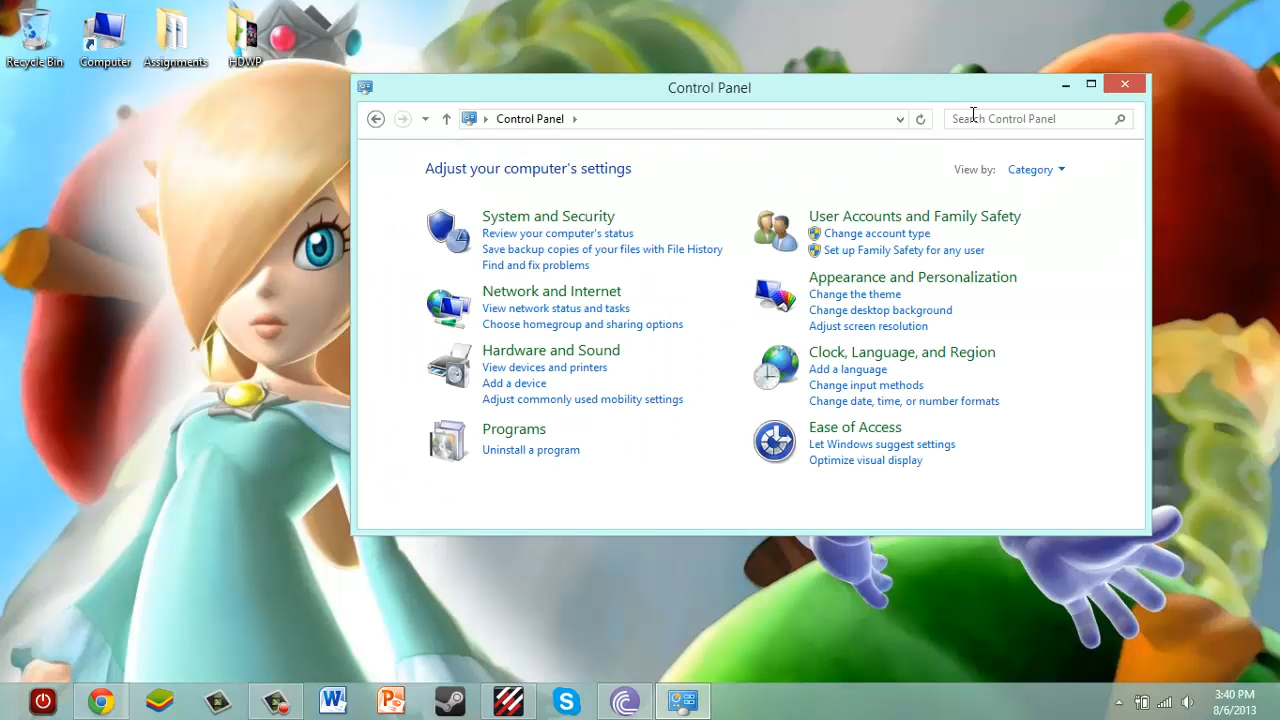 Recycle Bin
Computer
Assignments
HDWP
Control Panel
Control Panel
Search Control Panel
Adjust your computer's settings
View by: Category
System and Security
Review your computer's status
Save backup copies of your files with File History
Find and fix problems
Network and Internet
View network status and tasks
Choose homegroup and sharing options
Hardware and Sound
View devices and printers
Add a device
Adjust commonly used mobility settings
Programs
Uninstall a program
User Accounts and Family Safety
Change account type
Set up Family Safety for any user
Appearance and Personalization
Change the theme
Change desktop background
Adjust screen resolution
Clock, Language, and Region
Add a language
Change input methods
Change date, time, or number formats
Ease of Access
Let Windows suggest settings
Optimize visual display
3:40 PM
8/6/2013